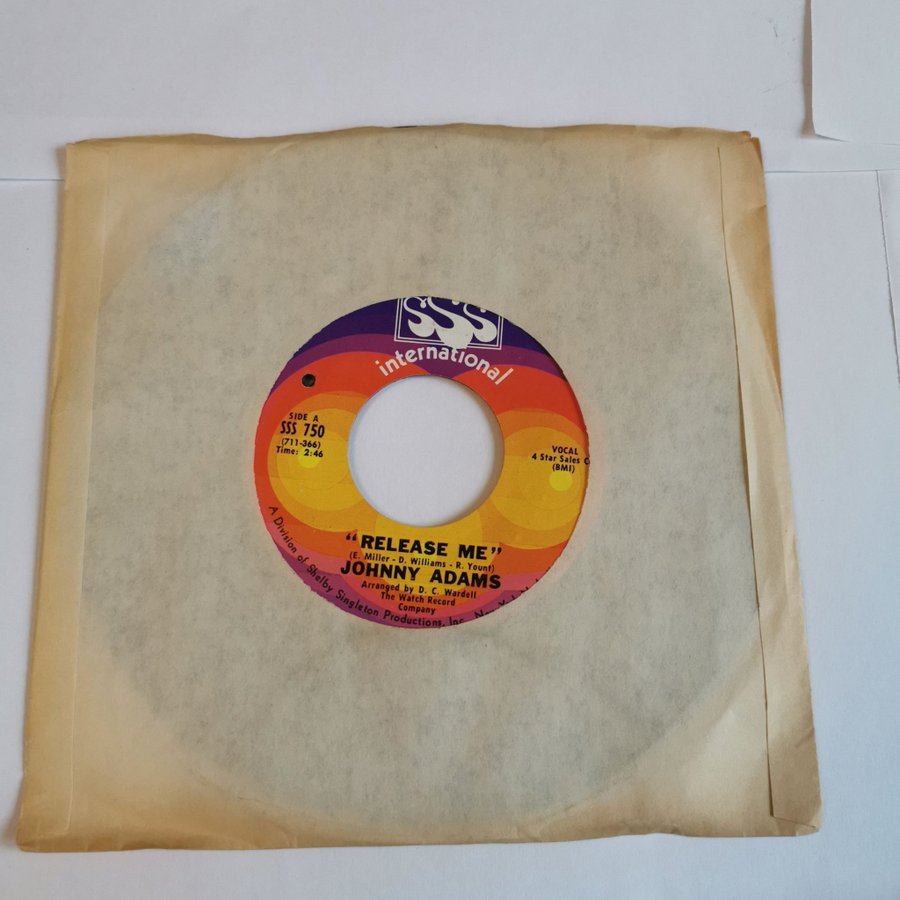 SSS
international
SIDE A
SSS 750
(711-366)
Time: 2:46
VOCAL
4 Star Sales C
(BMI)
"RELEASE ME"
(E. Miller - D. Williams - R. Yount)
JOHNNY ADAMS
Arranged by D. C. Wardell
The Watch Record
Company
A Division of Shelby Singleton Productions, Inc.